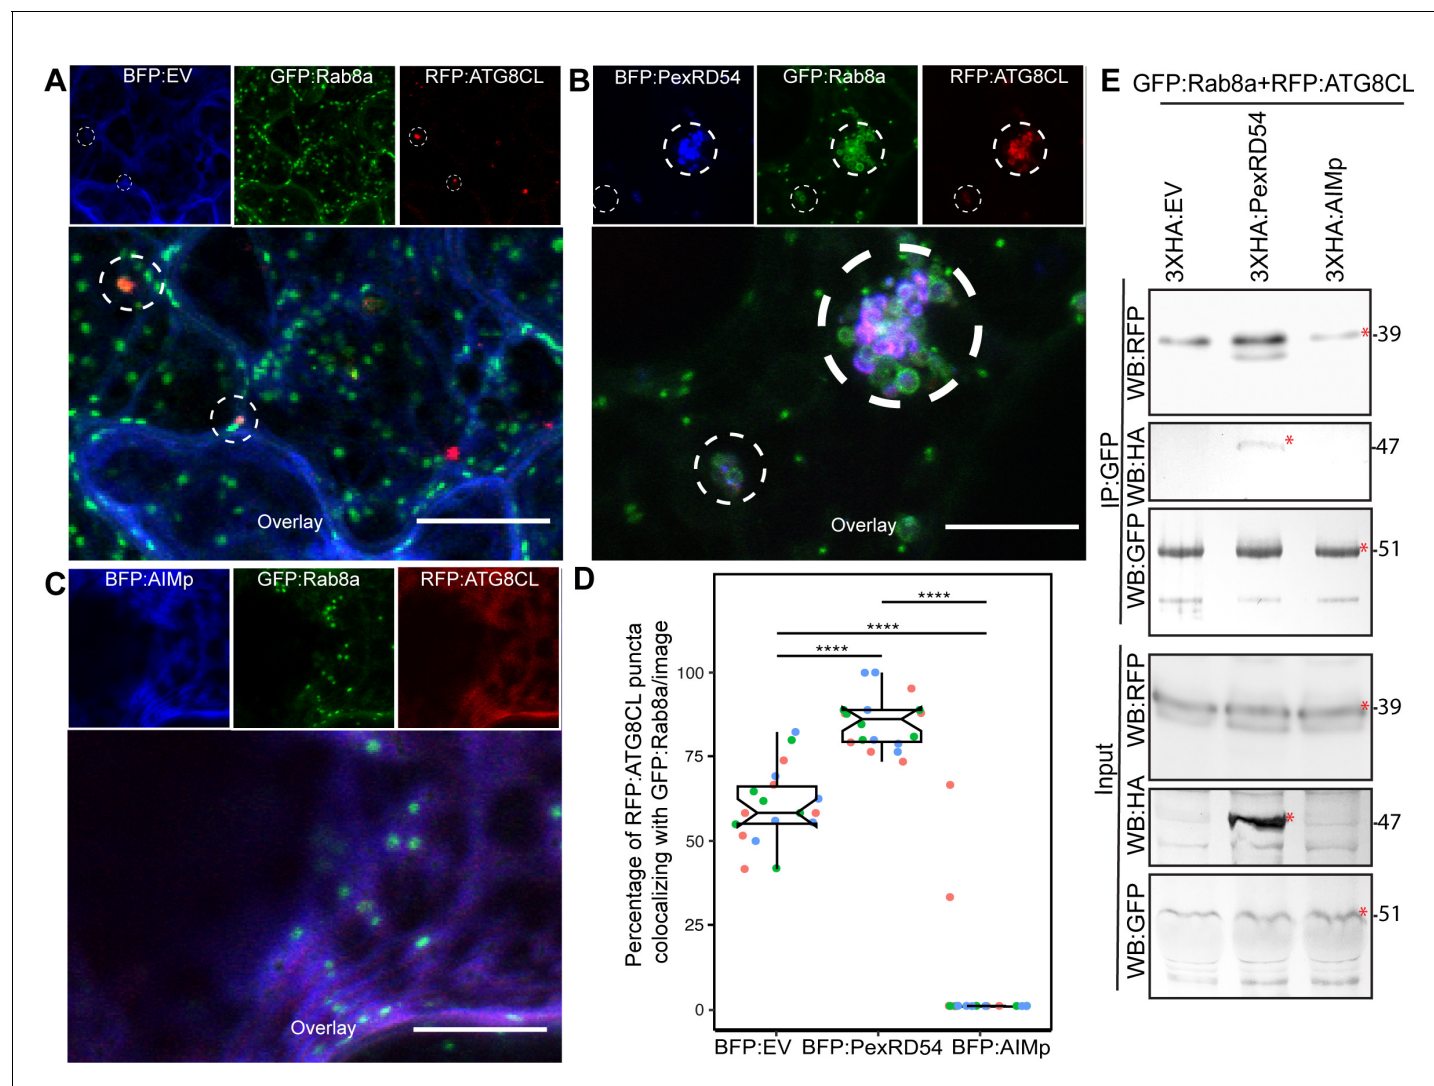 A
BFP:EV
GFP:Rab8a
RFP:ATG8CL
Overlay
B
BFP:PexRD54
GFP:Rab8a
RFP:ATG8CL
Overlay
C
BFP:AIMp
GFP:Rab8a
RFP:ATG8CL
Overlay
D
Percentage of RFP:ATG8CL puncta
colocalizing with GFP:Rab8a/image
100
75
50
25
0
****
****
****
BFP:EV
BFP:PexRD54
BFP:AIMp
E
GFP:Rab8a+RFP:ATG8CL
3XHA:EV
3XHA:PexRD54
3XHA:AIMp
IP:GFP
WB:RFP
*
-39
WB:HA
*
-47
WB:GFP
*
-51
Input
WB:RFP
*
-39
WB:HA
*
-47
WB:GFP
*
-51